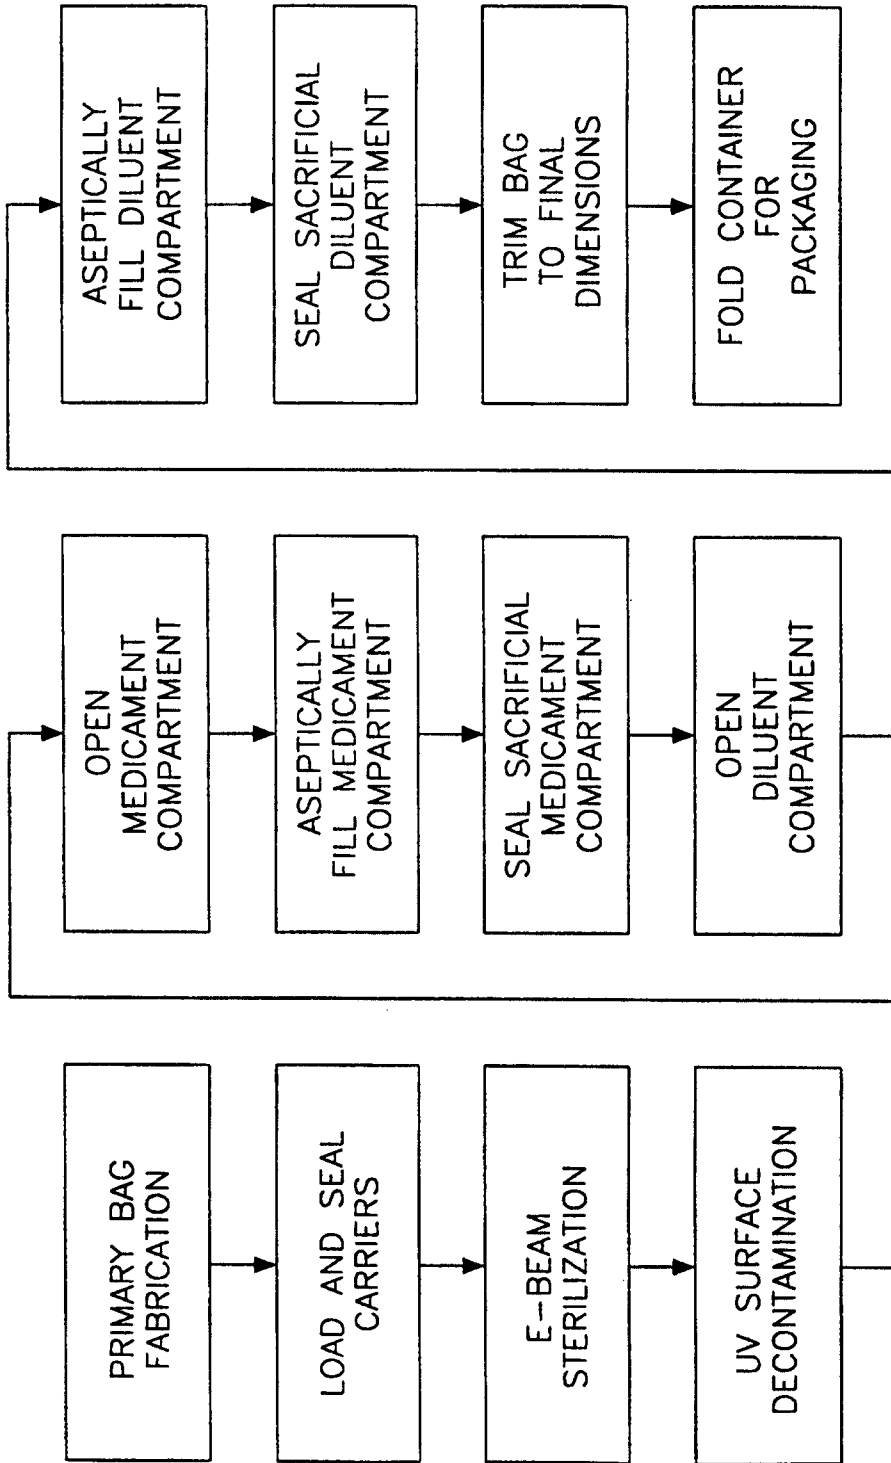 PRIMARY BAG
FABRICATION
LOAD AND SEAL
CARRIERS
E-BEAM
STERILIZATION
UV SURFACE
DECONTAMINATION
OPEN
MEDICAMENT
COMPARTMENT
ASEPTICALLY
FILL MEDICAMENT
COMPARTMENT
SEAL SACRIFICIAL
MEDICAMENT
COMPARTMENT
OPEN
DILUENT
COMPARTMENT
ASEPTICALLY
FILL DILUENT
COMPARTMENT
SEAL SACRIFICIAL
DILUENT
COMPARTMENT
TRIM BAG
TO FINAL
DIMENSIONS
FOLD CONTAINER
FOR
PACKAGING